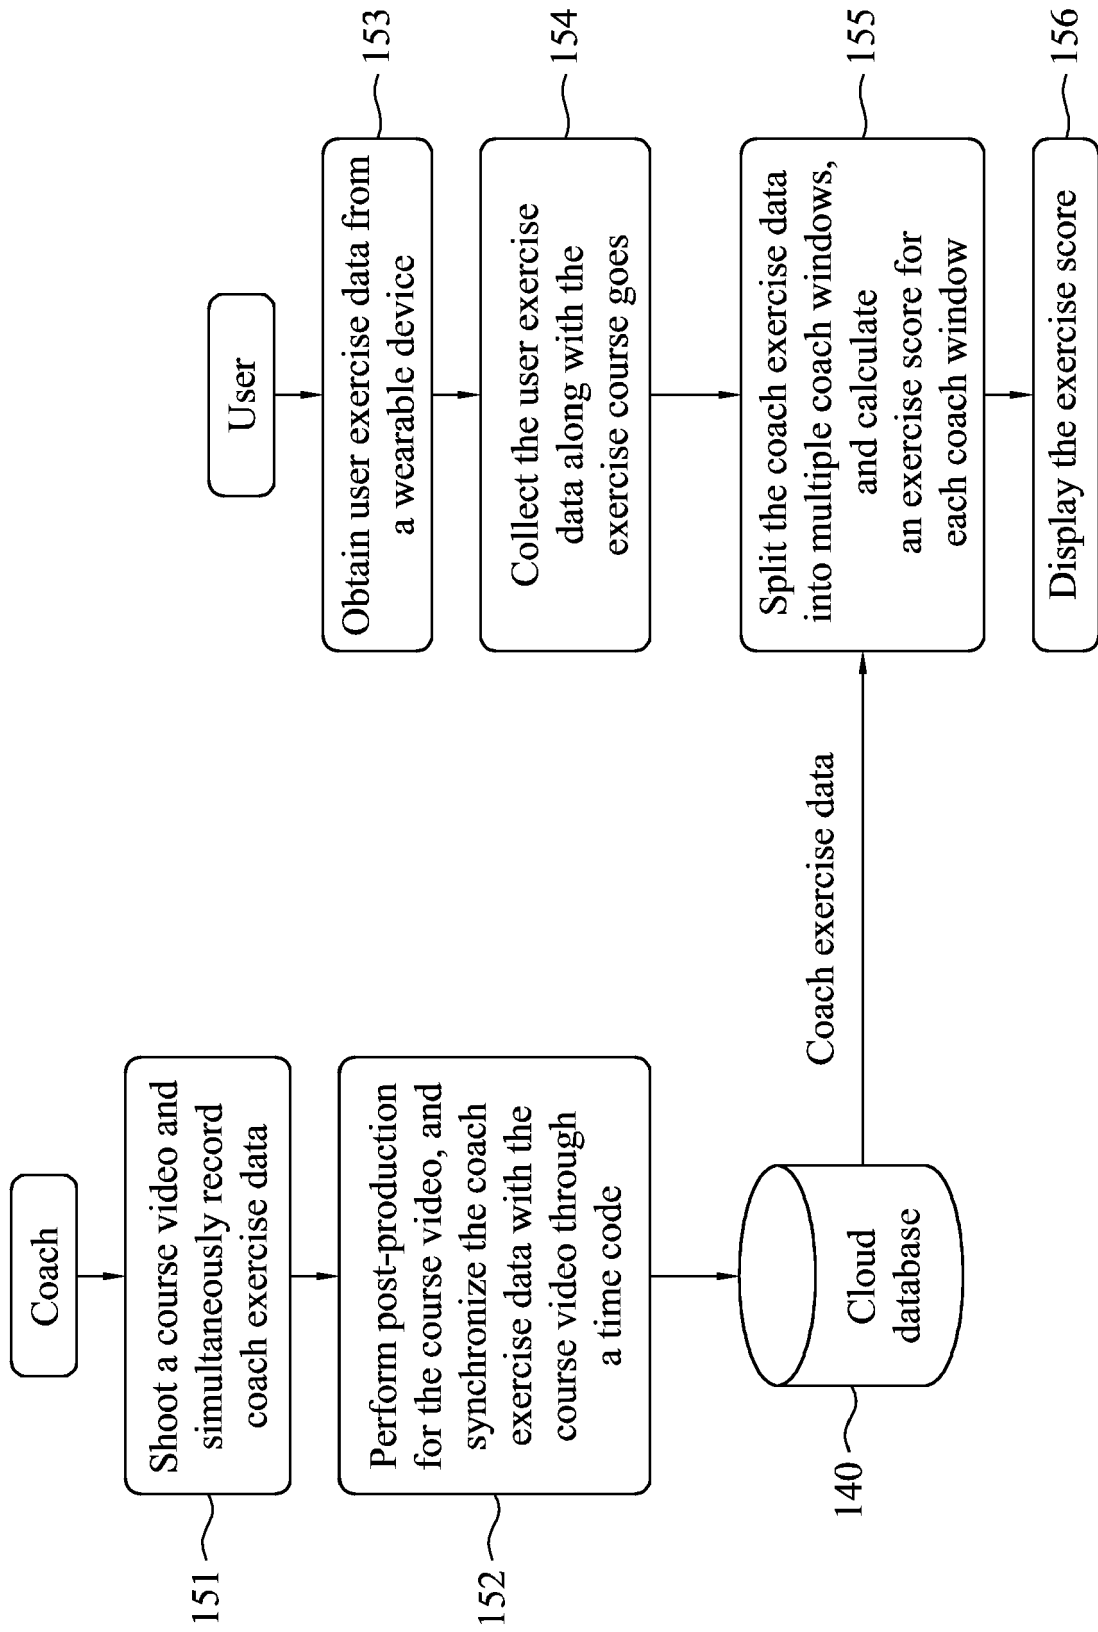 Coach
Shoot a course video and
simultaneously record
coach exercise data
151
Perform post-production
for the course video, and
synchronize the coach
exercise data with the
course video through
a time code
152
Cloud
database
140
Coach exercise data
User
Obtain user exercise data from
a wearable device
153
Collect the user exercise
data along with the
exercise course goes
154
Split the coach exercise data
into multiple coach windows,
and calculate
an exercise score for
each coach window
155
Display the exercise score
156